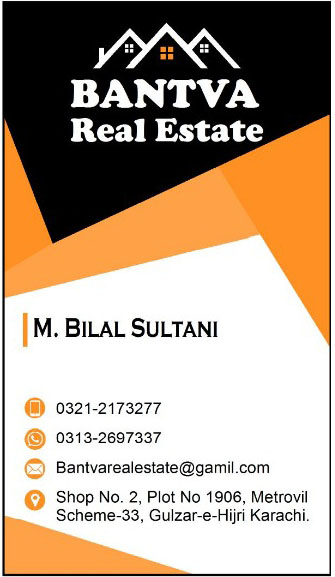 BANTVA
Real Estate
M. BILAL SULTANI
0321-2173277
0313-2697337
Bantvarealestate@gamil.com
Shop No. 2, Plot No 1906, Metrovil
Scheme-33, Gulzar-e-Hijri Karachi.